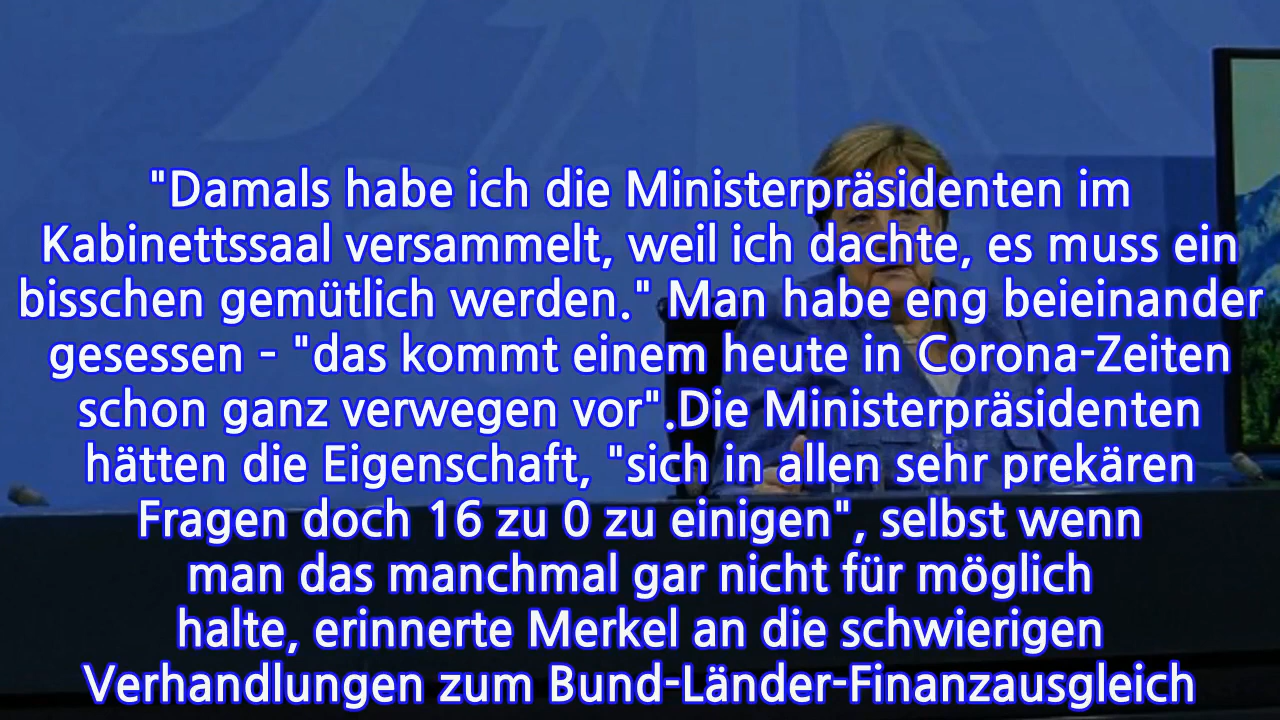 "Damals habe ich die Ministerpräsidenten im
Kabinettssaal versammelt, weil ich dachte, es muss ein
bisschen gemütlich werden." Man habe eng beieinander
gesessen - "das kommt einem heute in Corona-Zeiten
schon ganz verwegen vor".Die Ministerpräsidenten
hätten die Eigenschaft, "sich in allen sehr prekären
Fragen doch 16 zu 0 zu einigen", selbst wenn
man das manchmal gar nicht für möglich
halte, erinnerte Merkel an die schwierigen
Verhandlungen zum Bund-Länder-Finanzausgleich